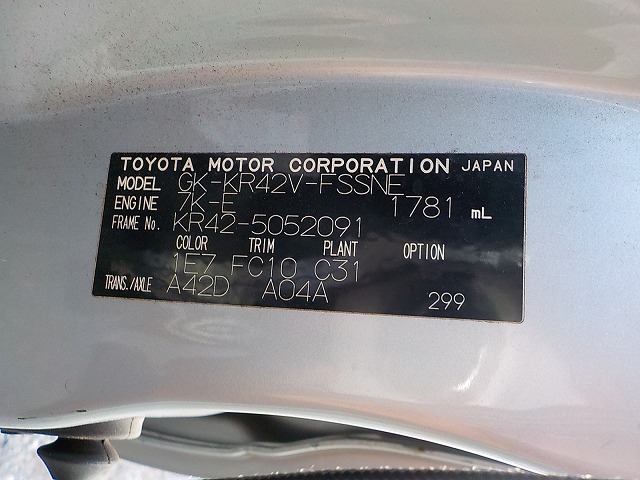 TOYOTA MOTOR CORPORATION JAPAN
MODEL GK-KR42V-FSSNE
ENGINE 7K-E 1781 mL
FRAME No. KR42-5052091
COLOR TRIM PLANT OPTION
1E7 FC10 C31
TRANS./AXLE A42D A04A 299